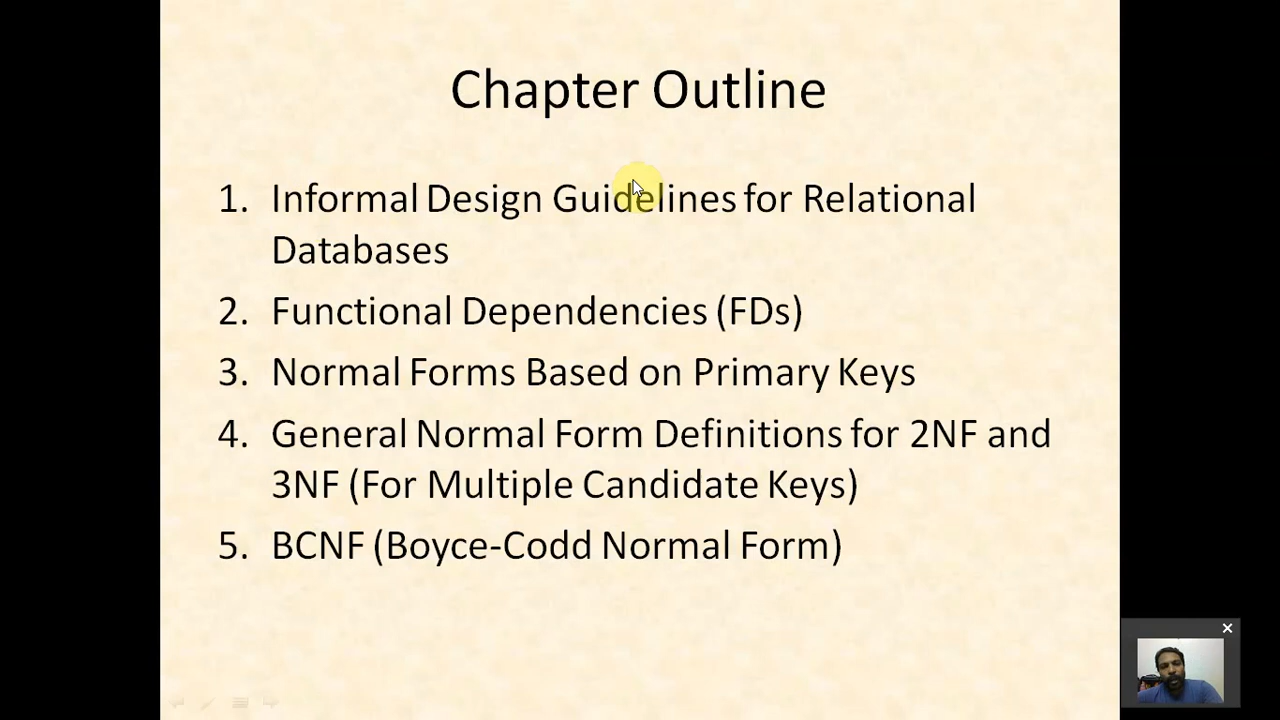 Chapter Outline
1. Informal Design Guidelines for Relational
Databases
2. Functional Dependencies (FDs)
3. Normal Forms Based on Primary Keys
4. General Normal Form Definitions for 2NF and
3NF (For Multiple Candidate Keys)
5. BCNF (Boyce-Codd Normal Form)